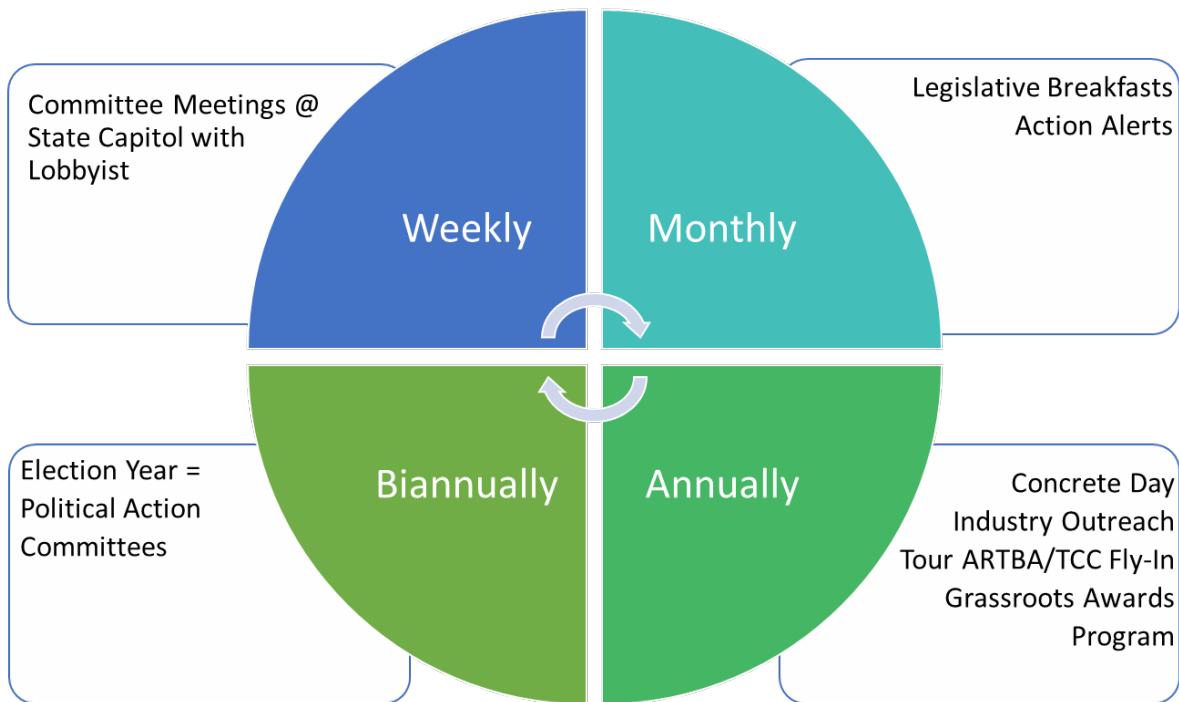 Committee Meetings @
State Capitol with
Lobbyist
Weekly
Monthly
Legislative Breakfasts
Action Alerts
Election Year =
Political Action
Committees
Biannually
Annually
Concrete Day
Industry Outreach
Tour ARTBA/TCC Fly-In
Grassroots Awards
Program